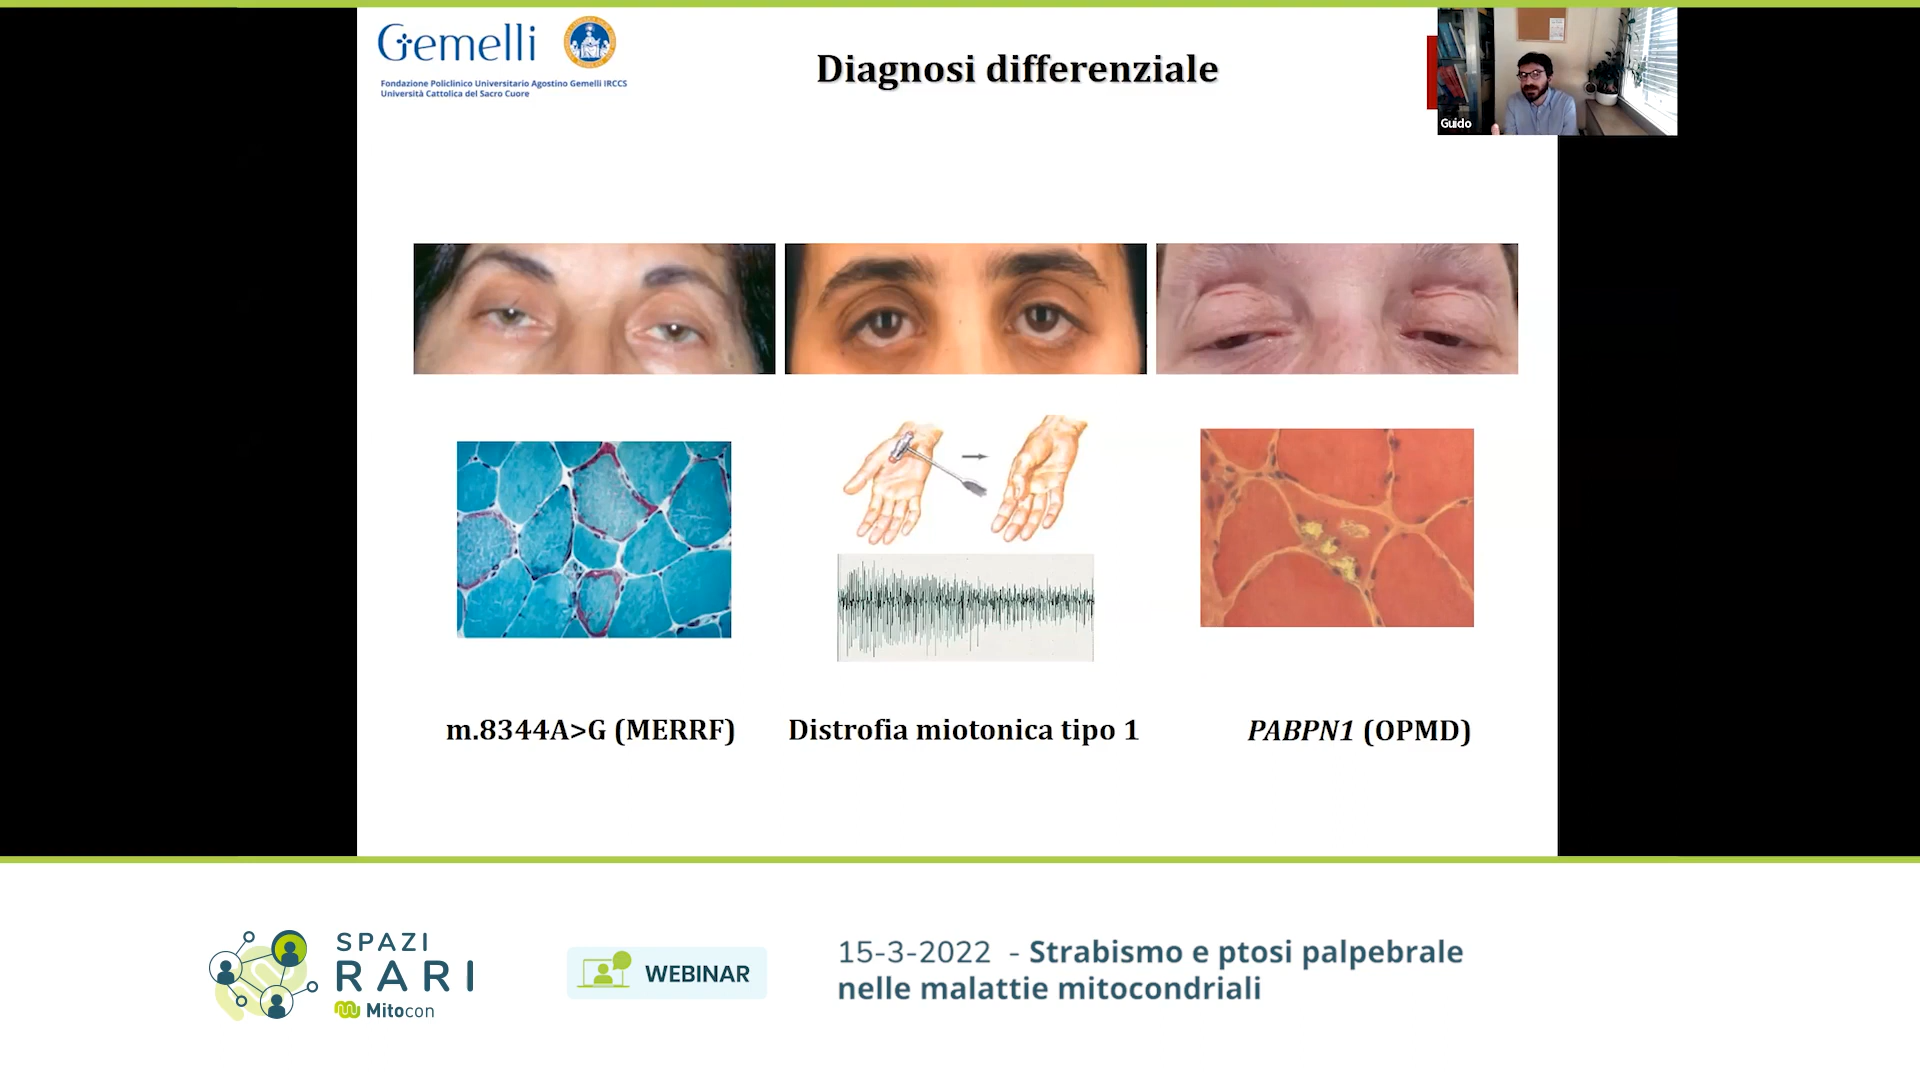 Gemelli
Fondazione Policlinico Universitario Agostino Gemelli IRCCS
Università Cattolica del Sacro Cuore
Diagnosi differenziale
Guido
m.8344A>G (MERRF)
Distrofia miotonica tipo 1
PABPN1 (OPMD)
SPAZI
RARI
Mitocon
WEBINAR
15-3-2022 - Strabismo e ptosi palpebrale
nelle malattie mitocondriali